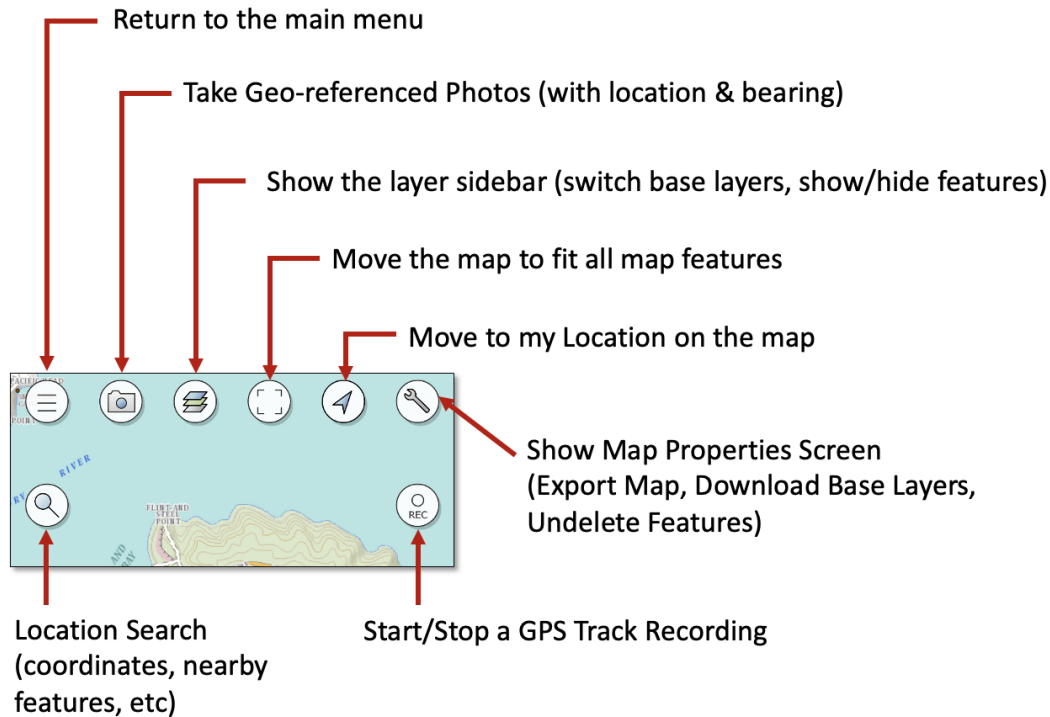 Return to the main menu
Take Geo-referenced Photos (with location & bearing)
Show the layer sidebar (switch base layers, show/hide features)
Move the map to fit all map features
Move to my Location on the map
Show Map Properties Screen
(Export Map, Download Base Layers,
Undelete Features)
POINT
RIVER
RY
REC
FLINT AND
STEEL
POINT
AND
Location Search
(coordinates, nearby
features, etc)
Start/Stop a GPS Track Recording